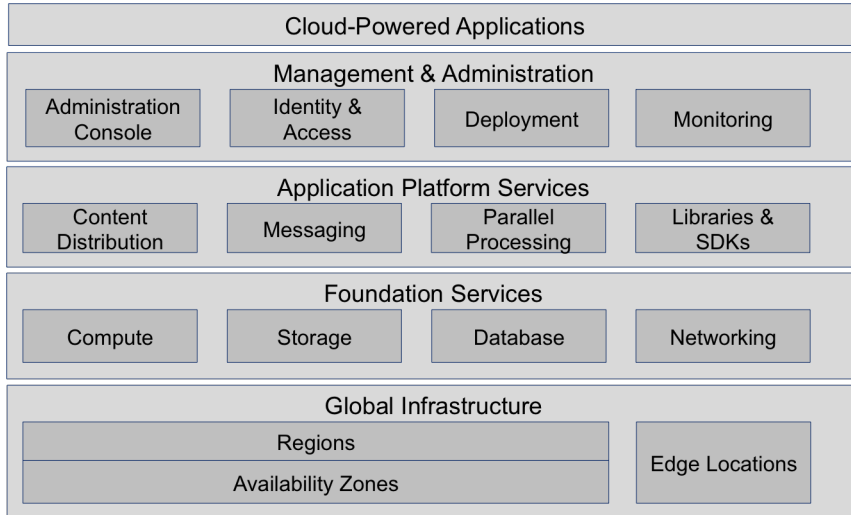 Cloud-Powered Applications
Management & Administration
Administration
Console
Identity &
Access
Deployment
Monitoring
Application Platform Services
Content
Distribution
Messaging
Parallel
Processing
Libraries &
SDKs
Foundation Services
Compute
Storage
Database
Networking
Global Infrastructure
Regions
Availability Zones
Edge Locations